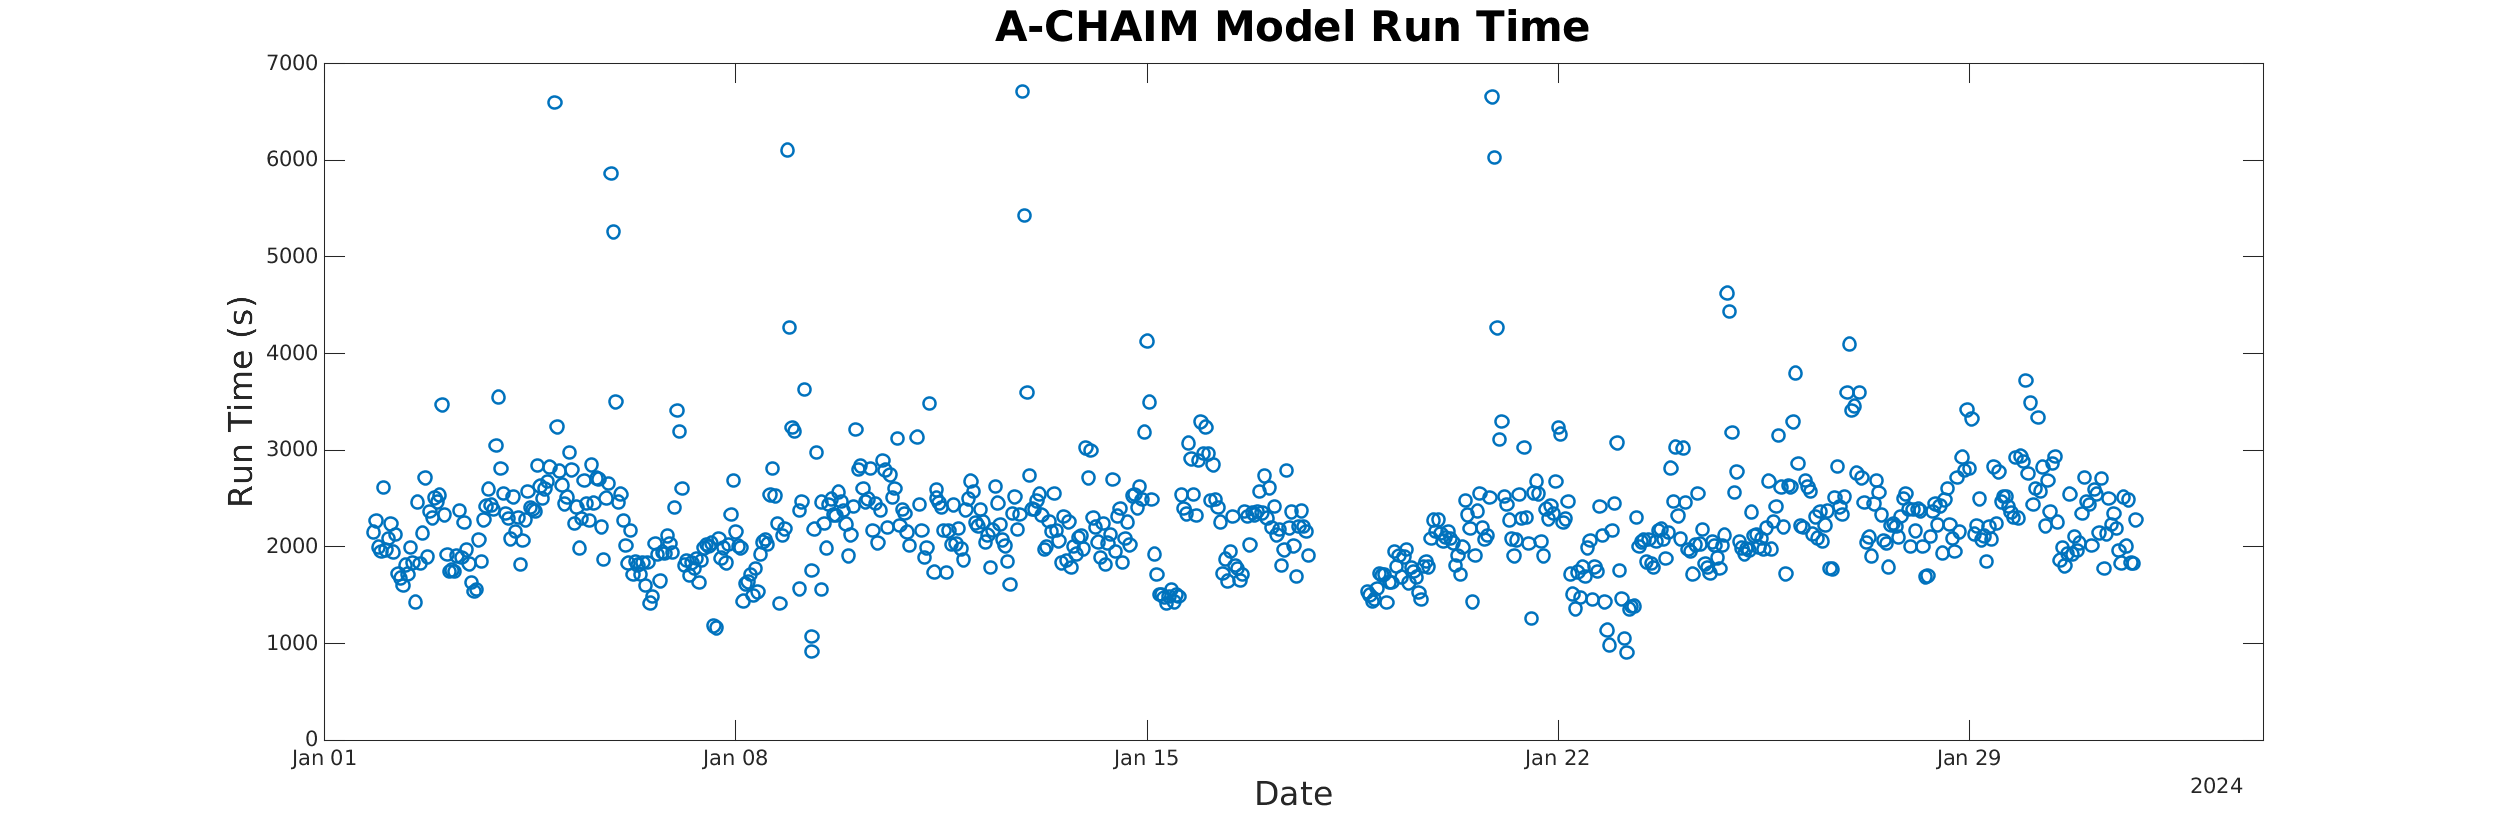 A-CHAIM Model Run Time
7000
6000
5000
4000
3000
2000
1000
0
Run Time (s)
Jan 01
Jan 08
Jan 15
Jan 22
Jan 29
2024
Date